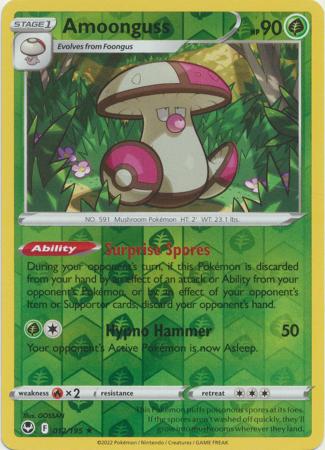 STAGE 1
Amoonguss
HP 90
Evolves from Foongus
NO. 591 Mushroom Pokémon HT: 2' WT: 23.1 lbs.
Ability
Surprise Spores
During your opponent's turn, if this Pokémon is discarded
from your hand by an effect of an attack or Ability from your
opponent's Pokémon, or by an effect of your opponent's
Item or Supporter cards, discard your opponent's hand.
Hypno Hammer 50
Your opponent's Active Pokémon is now Asleep.
weakness ×2 resistance retreat
Illus. GOSSAN
F 012/195 ★
This Pokémon puffs poisonous spores at its foes.
If the spores aren't washed off quickly, they'll
grow into mushrooms wherever they land.
©2022 Pokémon / Nintendo / Creatures / GAME FREAK